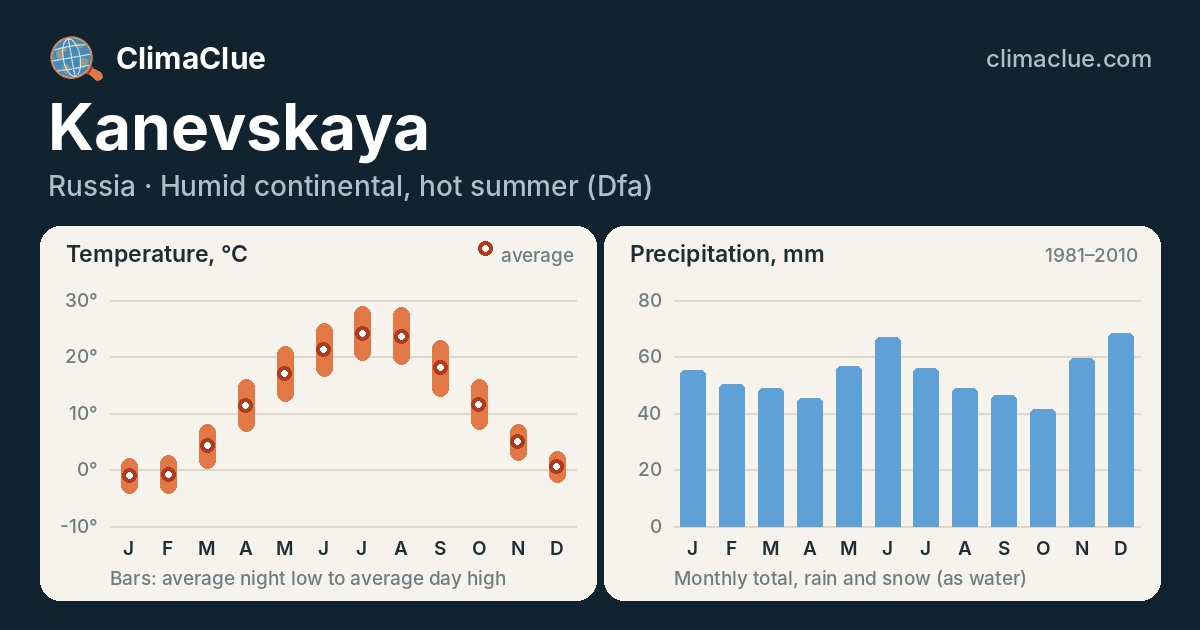 ClimaClue
climaclue.com
Kanevskaya
Russia · Humid continental, hot summer (Dfa)
Temperature, °C
average
30°
20°
10°
0°
-10°
J F M A M J J A S O N D
Bars: average night low to average day high
Precipitation, mm
1981–2010
80
60
40
20
0
J F M A M J J A S O N D
Monthly total, rain and snow (as water)